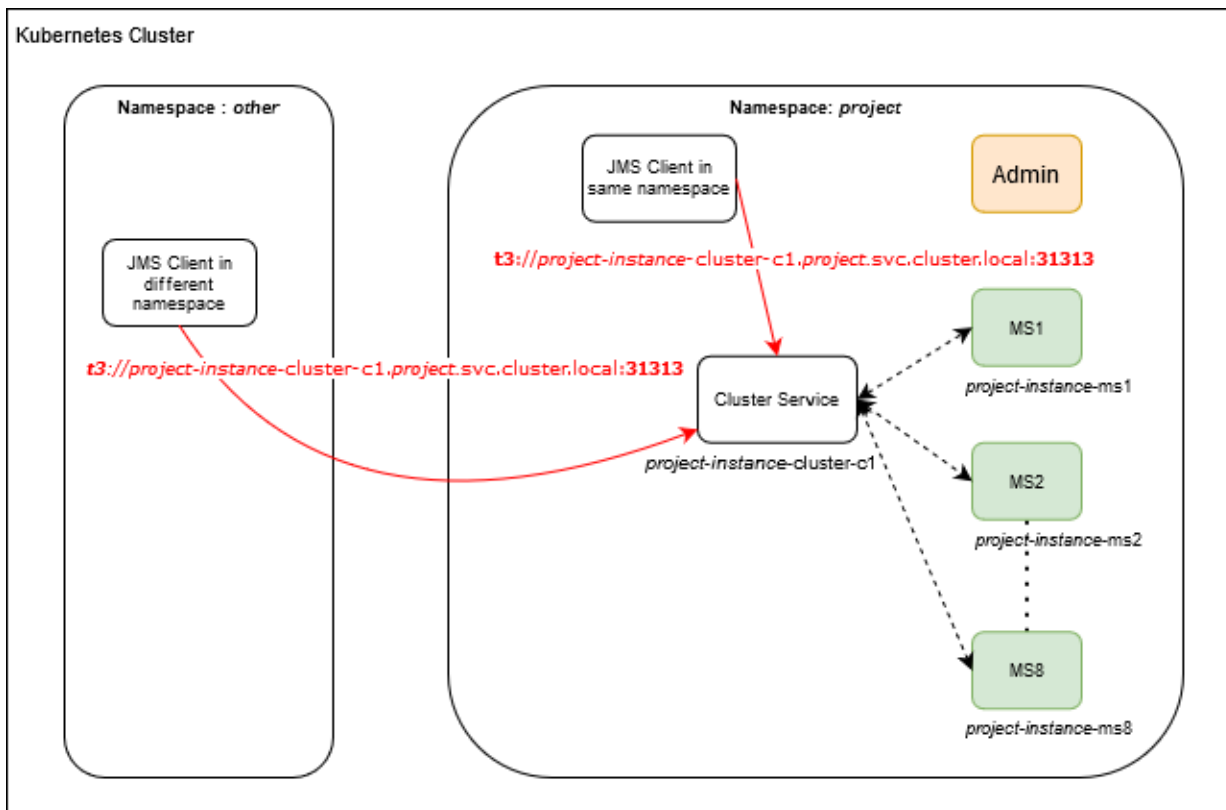 Kubernetes Cluster
Namespace : other
Namespace: project
JMS Client in
same namespace
Admin
t3://project-instance-cluster-c1.project.svc.cluster.local:31313
JMS Client in
different
namespace
MS1
project-instance-ms1
t3://project-instance-cluster-c1.project.svc.cluster.local:31313
Cluster Service
project-instance-cluster-c1
MS2
project-instance-ms2
MS8
project-instance-ms8